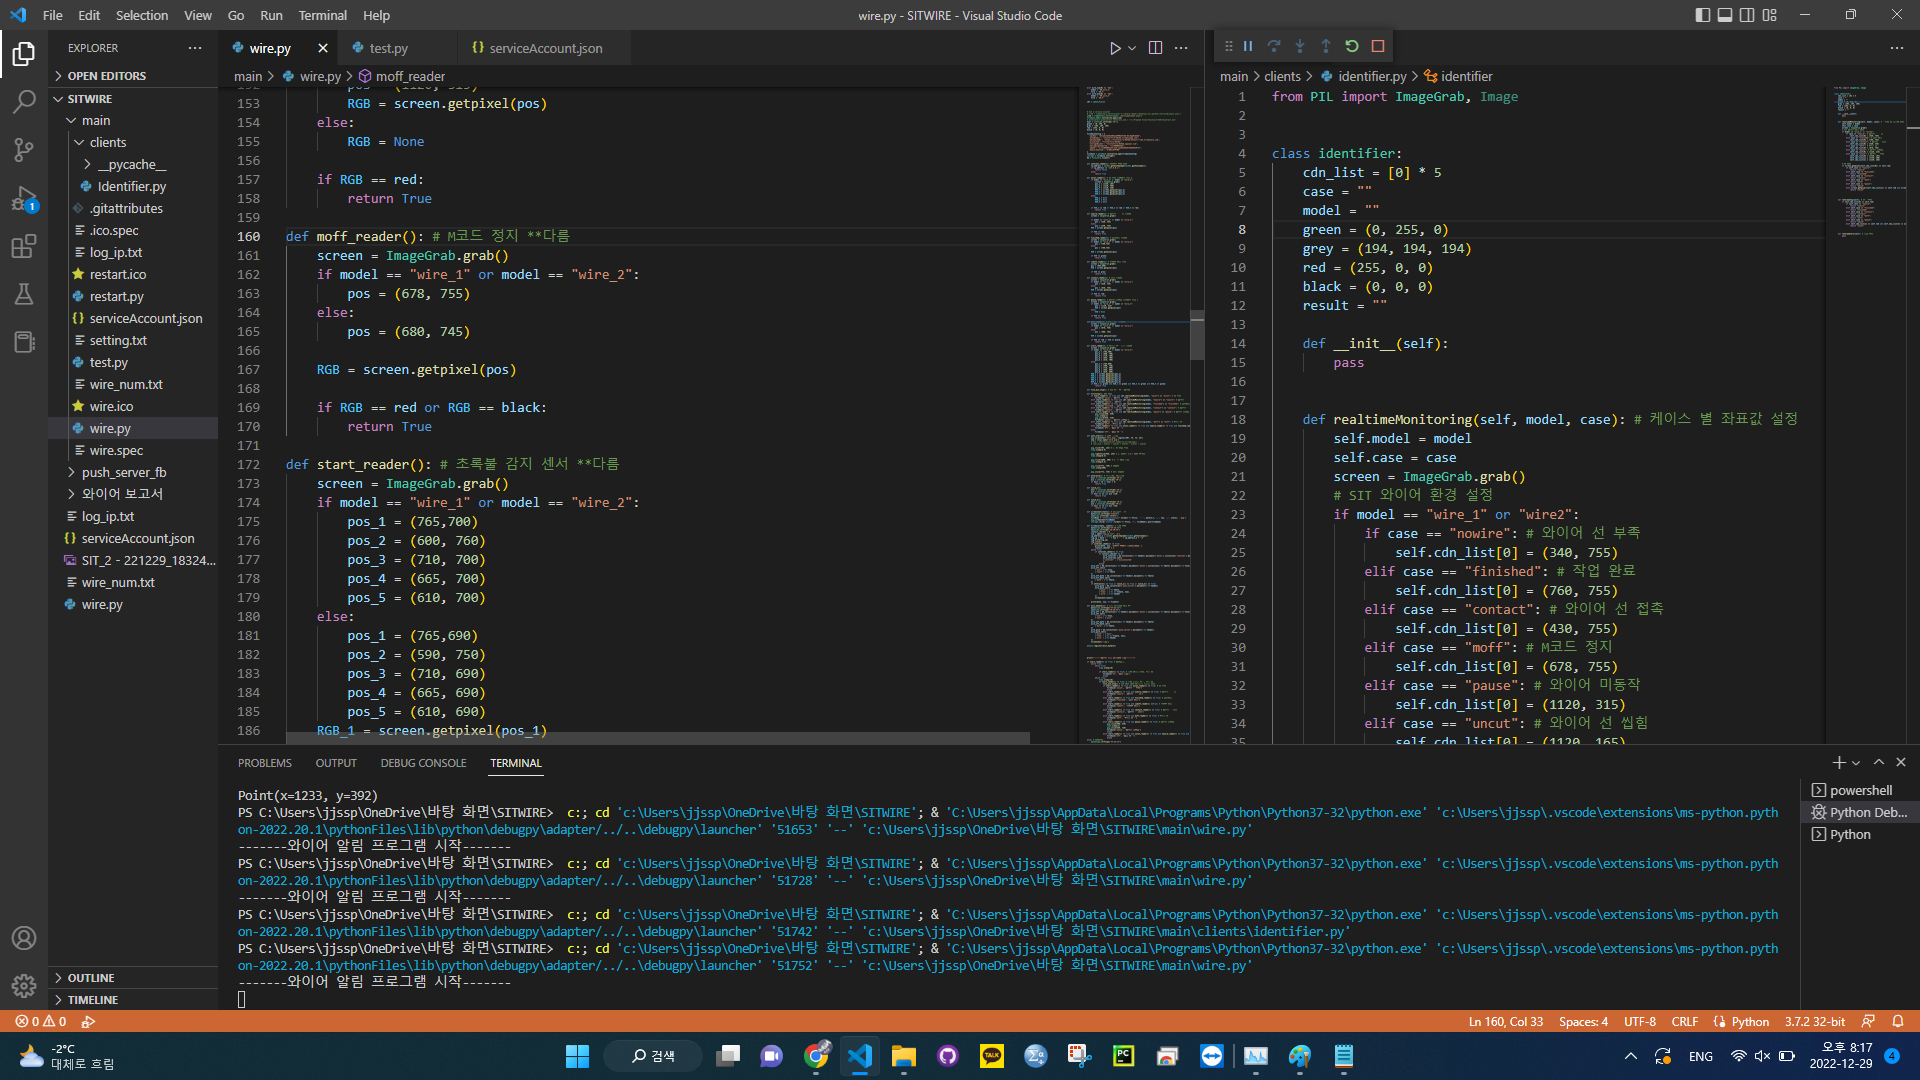 File Edit Selection View Go Run Terminal Help
wire.py - SITWIRE - Visual Studio Code
EXPLORER
OPEN EDITORS
SITWIRE
main
clients
__pycache__
Identifier.py
.gitattributes
.ico.spec
log_ip.txt
restart.ico
restart.py
serviceAccount.json
setting.txt
test.py
wire_num.txt
wire.ico
wire.py
wire.spec
push_server_fb
와이어 보고서
log_ip.txt
serviceAccount.json
SIT_2 - 221229_18324...
wire_num.txt
wire.py
OUTLINE
TIMELINE
wire.py test.py serviceAccount.json
main > wire.py > moff_reader
153 RGB = screen.getpixel(pos)
154 else:
155 RGB = None
156
157 if RGB == red:
158 return True
159
160 def moff_reader(): # M코드 정지 **다름
161 screen = ImageGrab.grab()
162 if model == "wire_1" or model == "wire_2":
163 pos = (678, 755)
164 else:
165 pos = (680, 745)
166
167 RGB = screen.getpixel(pos)
168
169 if RGB == red or RGB == black:
170 return True
171
172 def start_reader(): # 초록불 감지 센서 **다름
173 screen = ImageGrab.grab()
174 if model == "wire_1" or model == "wire_2":
175 pos_1 = (765,700)
176 pos_2 = (600, 760)
177 pos_3 = (710, 700)
178 pos_4 = (665, 700)
179 pos_5 = (610, 700)
180 else:
181 pos_1 = (765,690)
182 pos_2 = (590, 750)
183 pos_3 = (710, 690)
184 pos_4 = (665, 690)
185 pos_5 = (610, 690)
186 RGB_1 = screen.getpixel(pos_1)
main > clients > identifier.py > identifier
1 from PIL import ImageGrab, Image
2
3
4 class identifier:
5 cdn_list = [0] * 5
6 case = ""
7 model = ""
8 green = (0, 255, 0)
9 grey = (194, 194, 194)
10 red = (255, 0, 0)
11 black = (0, 0, 0)
12 result = ""
13
14 def __init__(self):
15 pass
16
17
18 def realtimeMonitoring(self, model, case): # 케이스 별 좌표값 설정
19 self.model = model
20 self.case = case
21 screen = ImageGrab.grab()
22 # SIT 와이어 환경 설정
23 if model == "wire_1" or "wire2":
24 if case == "nowire": # 와이어 선 부족
25 self.cdn_list[0] = (340, 755)
26 elif case == "finished": # 작업 완료
27 self.cdn_list[0] = (760, 755)
28 elif case == "contact": # 와이어 선 접촉
29 self.cdn_list[0] = (430, 755)
30 elif case == "moff": # M코드 정지
31 self.cdn_list[0] = (678, 755)
32 elif case == "pause": # 와이어 미동작
33 self.cdn_list[0] = (1120, 315)
34 elif case == "uncut": # 와이어 선 씹힘
35 self.cdn_list[0] = (1120, 165)
PROBLEMS OUTPUT DEBUG CONSOLE TERMINAL
Point(x=1233, y=392)
PS C:\Users\jjssp\OneDrive\바탕 화면\SITWIRE> c:; cd 'c:\Users\jjssp\OneDrive\바탕 화면\SITWIRE'; & 'C:\Users\jjssp\AppData\Local\Programs\Python\Python37-32\python.exe' 'c:\Users\jjssp\.vscode\extensions\ms-python.pyth
on-2022.20.1\pythonFiles\lib\python\debugpy\adapter/../..\debugpy\launcher' '51653' '--' 'c:\Users\jjssp\OneDrive\바탕 화면\SITWIRE\main\wire.py'
-------와이어 알림 프로그램 시작-------
PS C:\Users\jjssp\OneDrive\바탕 화면\SITWIRE> c:; cd 'c:\Users\jjssp\OneDrive\바탕 화면\SITWIRE'; & 'C:\Users\jjssp\AppData\Local\Programs\Python\Python37-32\python.exe' 'c:\Users\jjssp\.vscode\extensions\ms-python.pyth
on-2022.20.1\pythonFiles\lib\python\debugpy\adapter/../..\debugpy\launcher' '51728' '--' 'c:\Users\jjssp\OneDrive\바탕 화면\SITWIRE\main\wire.py'
-------와이어 알림 프로그램 시작-------
PS C:\Users\jjssp\OneDrive\바탕 화면\SITWIRE> c:; cd 'c:\Users\jjssp\OneDrive\바탕 화면\SITWIRE'; & 'C:\Users\jjssp\AppData\Local\Programs\Python\Python37-32\python.exe' 'c:\Users\jjssp\.vscode\extensions\ms-python.pyth
on-2022.20.1\pythonFiles\lib\python\debugpy\adapter/../..\debugpy\launcher' '51742' '--' 'c:\Users\jjssp\OneDrive\바탕 화면\SITWIRE\main\clients\identifier.py'
PS C:\Users\jjssp\OneDrive\바탕 화면\SITWIRE> c:; cd 'c:\Users\jjssp\OneDrive\바탕 화면\SITWIRE'; & 'C:\Users\jjssp\AppData\Local\Programs\Python\Python37-32\python.exe' 'c:\Users\jjssp\.vscode\extensions\ms-python.pyth
on-2022.20.1\pythonFiles\lib\python\debugpy\adapter/../..\debugpy\launcher' '51752' '--' 'c:\Users\jjssp\OneDrive\바탕 화면\SITWIRE\main\wire.py'
-------와이어 알림 프로그램 시작-------
powershell
Python Deb...
Python
0 0
Ln 160, Col 33 Spaces: 4 UTF-8 CRLF Python 3.7.2 32-bit
-2°C
대체로 흐림
검색
ENG
오후 8:17
2022-12-29
4